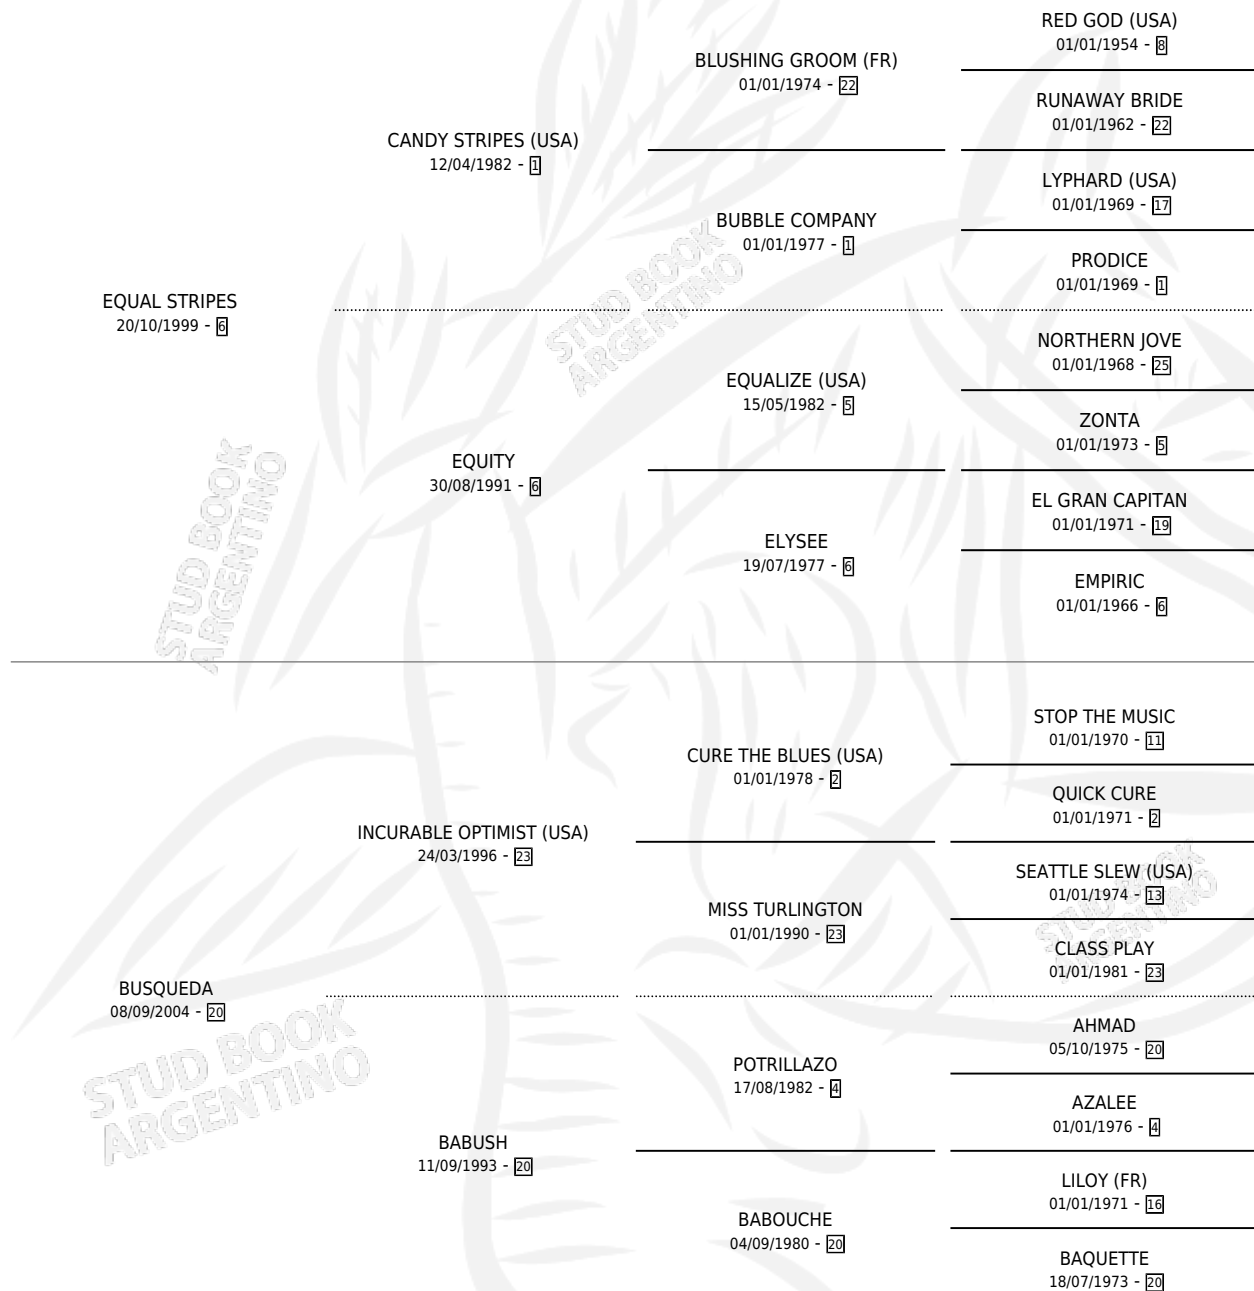 RED GOD (USA)
01/01/1954 - 8
BLUSHING GROOM (FR)
01/01/1974 - 22
RUNAWAY BRIDE
01/01/1962 - 22
CANDY STRIPES (USA)
12/04/1982 - 1
LYPHARD (USA)
01/01/1969 - 17
BUBBLE COMPANY
01/01/1977 - 1
PRODICE
01/01/1969 - 1
STUD BOOK
ARGENTINO
EQUAL STRIPES
20/10/1999 - 6
NORTHERN JOVE
01/01/1968 - 25
EQUALIZE (USA)
15/05/1982 - 5
ZONTA
01/01/1973 - 5
EQUITY
30/08/1991 - 6
EL GRAN CAPITAN
01/01/1971 - 19
ELYSEE
19/07/1977 - 6
EMPIRIC
01/01/1966 - 6
STUD BOOK
ARGENTINO
STOP THE MUSIC
01/01/1970 - 11
CURE THE BLUES (USA)
01/01/1978 - 2
QUICK CURE
01/01/1971 - 2
INCURABLE OPTIMIST (USA)
24/03/1996 - 23
SEATTLE SLEW (USA)
01/01/1974 - 13
MISS TURLINGTON
01/01/1990 - 23
CLASS PLAY
01/01/1981 - 23
STUD BOOK
ARGENTINO
BUSQUEDA
08/09/2004 - 20
AHMAD
05/10/1975 - 20
POTRILLAZO
17/08/1982 - 4
AZALEE
01/01/1976 - 4
STUD BOOK
ARGENTINO
BABUSH
11/09/1993 - 20
LILOY (FR)
01/01/1971 - 16
BABOUCHE
04/09/1980 - 20
BAQUETTE
18/07/1973 - 20